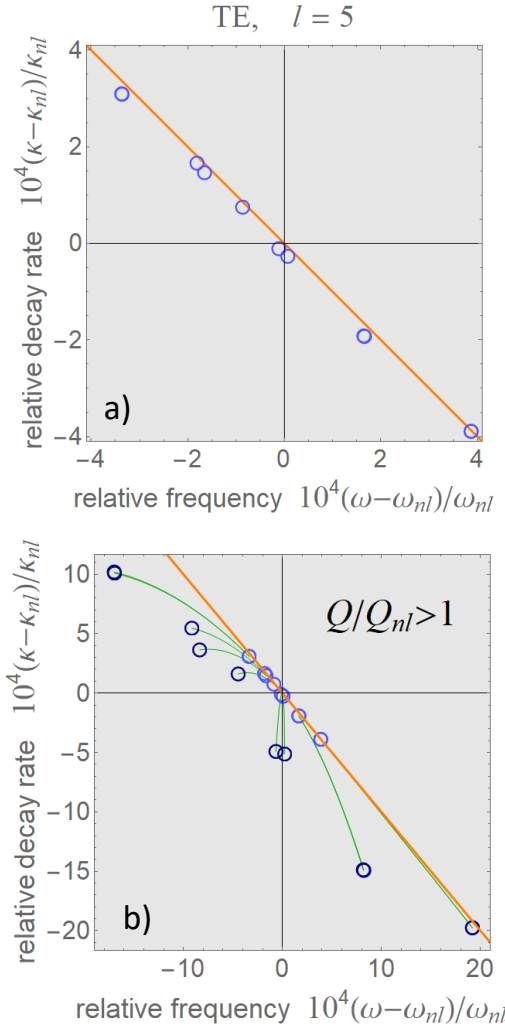 TE, l = 5
10⁴(κ−κₙₗ)/κₙₗ
relative decay rate
4
2
0
−2
−4
a)
−4 −2 0 2 4
relative frequency 10⁴(ω−ωₙₗ)/ωₙₗ
10⁴(κ−κₙₗ)/κₙₗ
relative decay rate
10
5
0
−5
−10
−15
−20
Q/Qₙₗ>1
b)
−10 0 10 20
relative frequency 10⁴(ω−ωₙₗ)/ωₙₗ